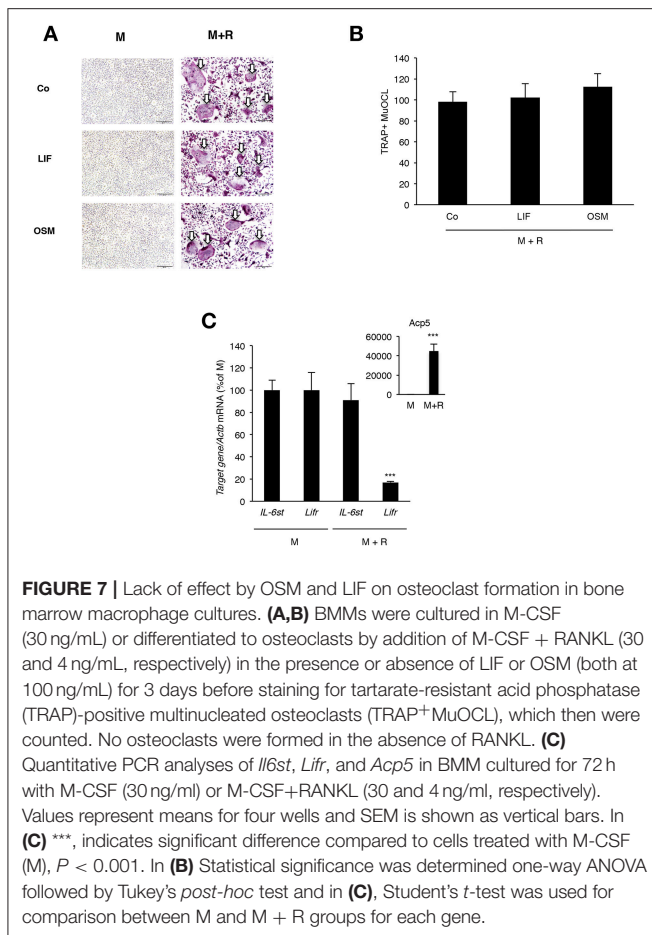 A
M
M+R
Co
LIF
OSM
B
TRAP+ MuOCL
140
120
100
80
60
40
20
0
Co
LIF
OSM
M + R
C
Target gene/Actb mRNA (%of M)
140
120
100
80
60
40
20
0
IL-6st
Lifr
IL-6st
Lifr
***
M
M + R
Acp5
60000
40000
20000
0
***
M
M+R
FIGURE 7 | Lack of effect by OSM and LIF on osteoclast formation in bone
marrow macrophage cultures. (A,B) BMMs were cultured in M-CSF
(30 ng/mL) or differentiated to osteoclasts by addition of M-CSF + RANKL (30
and 4 ng/mL, respectively) in the presence or absence of LIF or OSM (both at
100 ng/mL) for 3 days before staining for tartarate-resistant acid phosphatase
(TRAP)-positive multinucleated osteoclasts (TRAP+MuOCL), which then were
counted. No osteoclasts were formed in the absence of RANKL. (C)
Quantitative PCR analyses of Il6st, Lifr, and Acp5 in BMM cultured for 72 h
with M-CSF (30 ng/ml) or M-CSF+RANKL (30 and 4 ng/ml, respectively).
Values represent means for four wells and SEM is shown as vertical bars. In
(C) ***, indicates significant difference compared to cells treated with M-CSF
(M), P < 0.001. In (B) Statistical significance was determined one-way ANOVA
followed by Tukey's post-hoc test and in (C), Student's t-test was used for
comparison between M and M + R groups for each gene.